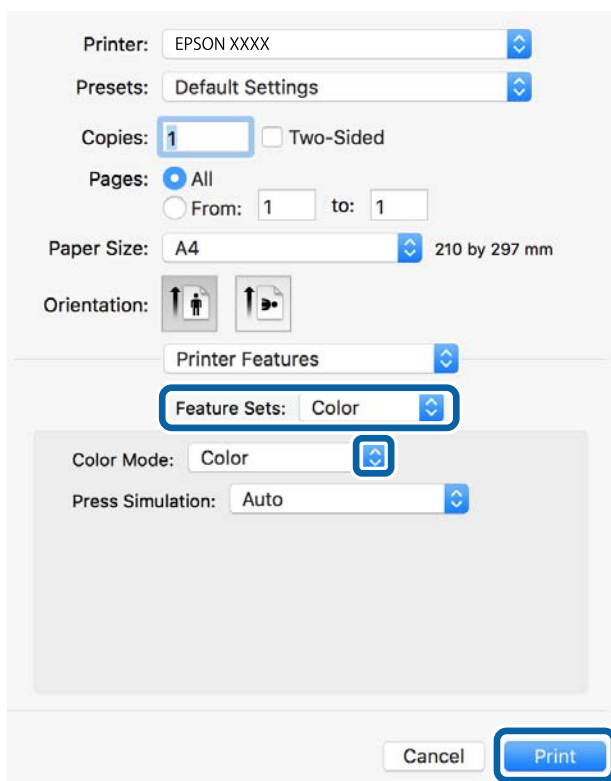 Printer: EPSON XXXX
Presets: Default Settings
Copies: 1 Two-Sided
Pages: All
From: 1 to: 1
Paper Size: A4 210 by 297 mm
Orientation:
Printer Features
Feature Sets: Color
Color Mode: Color
Press Simulation: Auto
Cancel Print